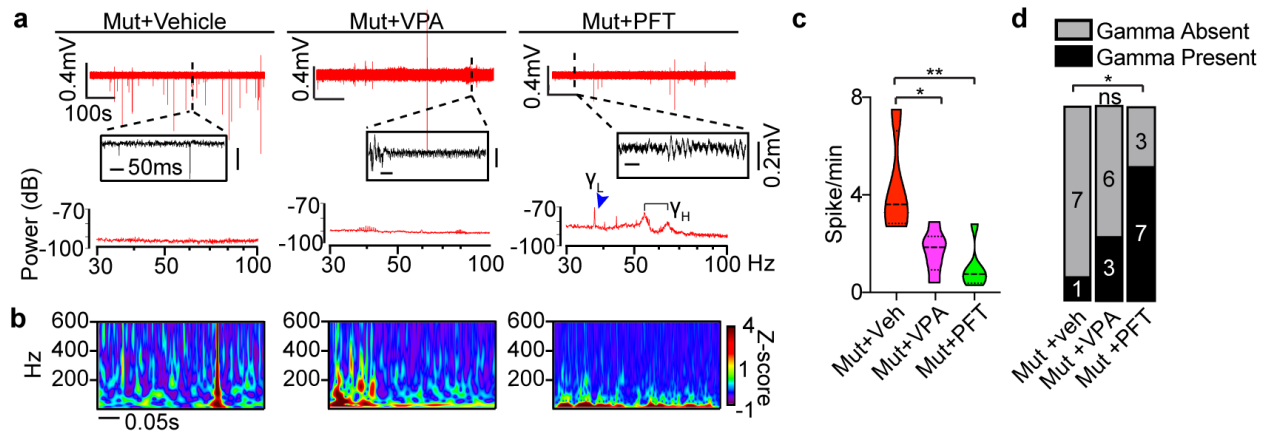 a
Mut+Vehicle
Mut+VPA
Mut+PFT
0.4mV
100s
0.4mV
0.4mV
50ms
0.2mV
Power (dB)
-70
-100
30 50 100
-70
-100
30 50 100
γL
γH
-70
-100
30 50 100 Hz
b
Hz
600
400
200
0.05s
600
400
200
600
400
200
4
1
-1
Z-score
c
**
*
Spike/min
8
4
0
Mut+Veh
Mut+VPA
Mut+PFT
d
Gamma Absent
Gamma Present
*
ns
7
6
3
1
3
7
Mut +veh
Mut +VPA
Mut +PFT